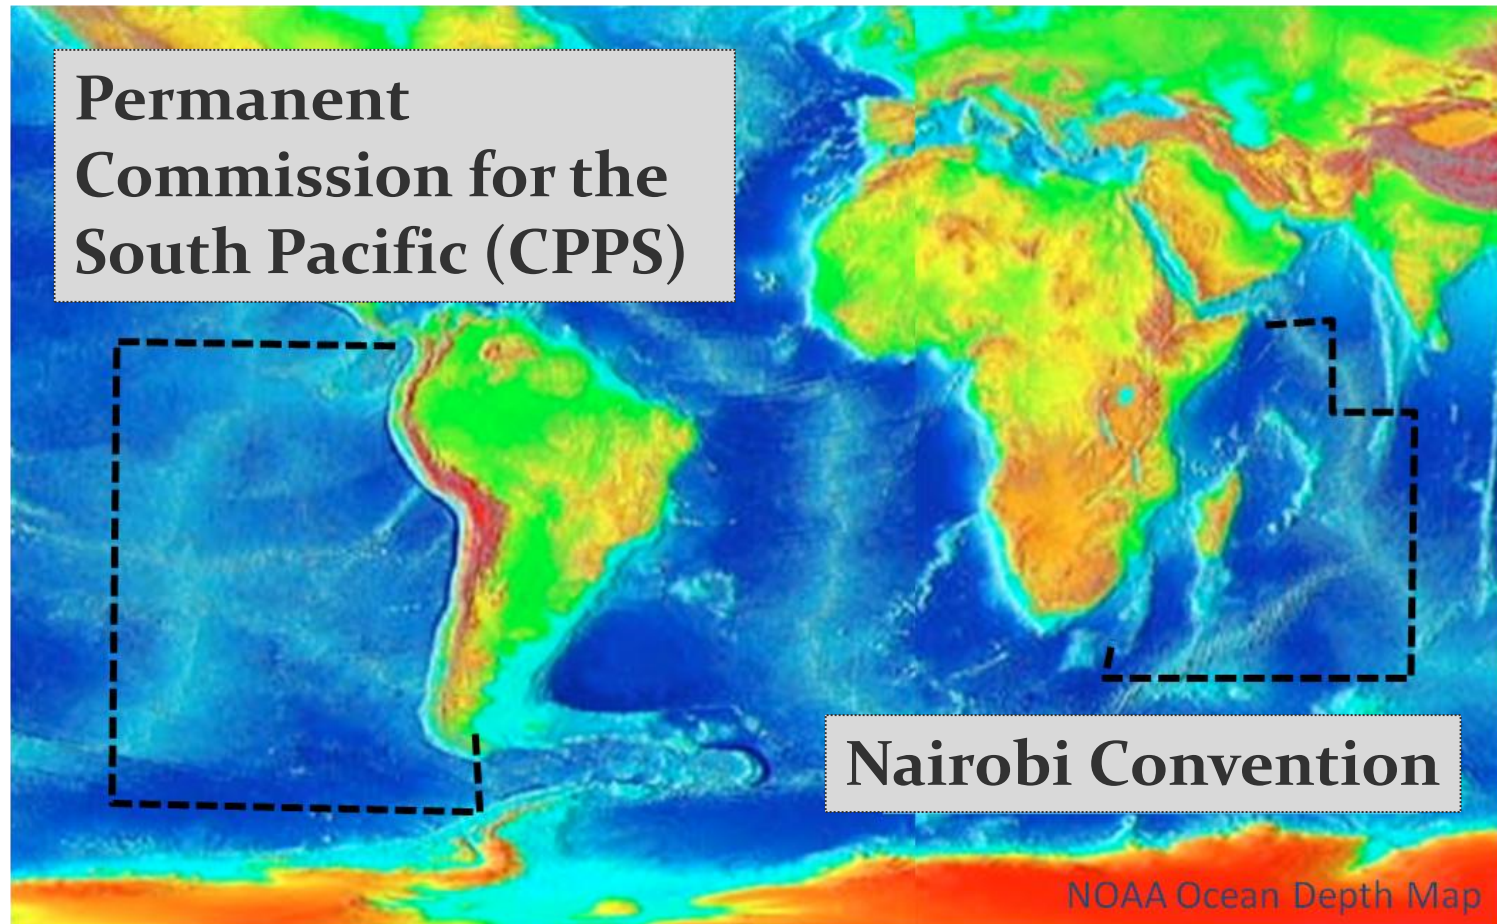 Permanent
Commission for the
South Pacific (CPPS)
Nairobi Convention
NOAA Ocean Depth Map